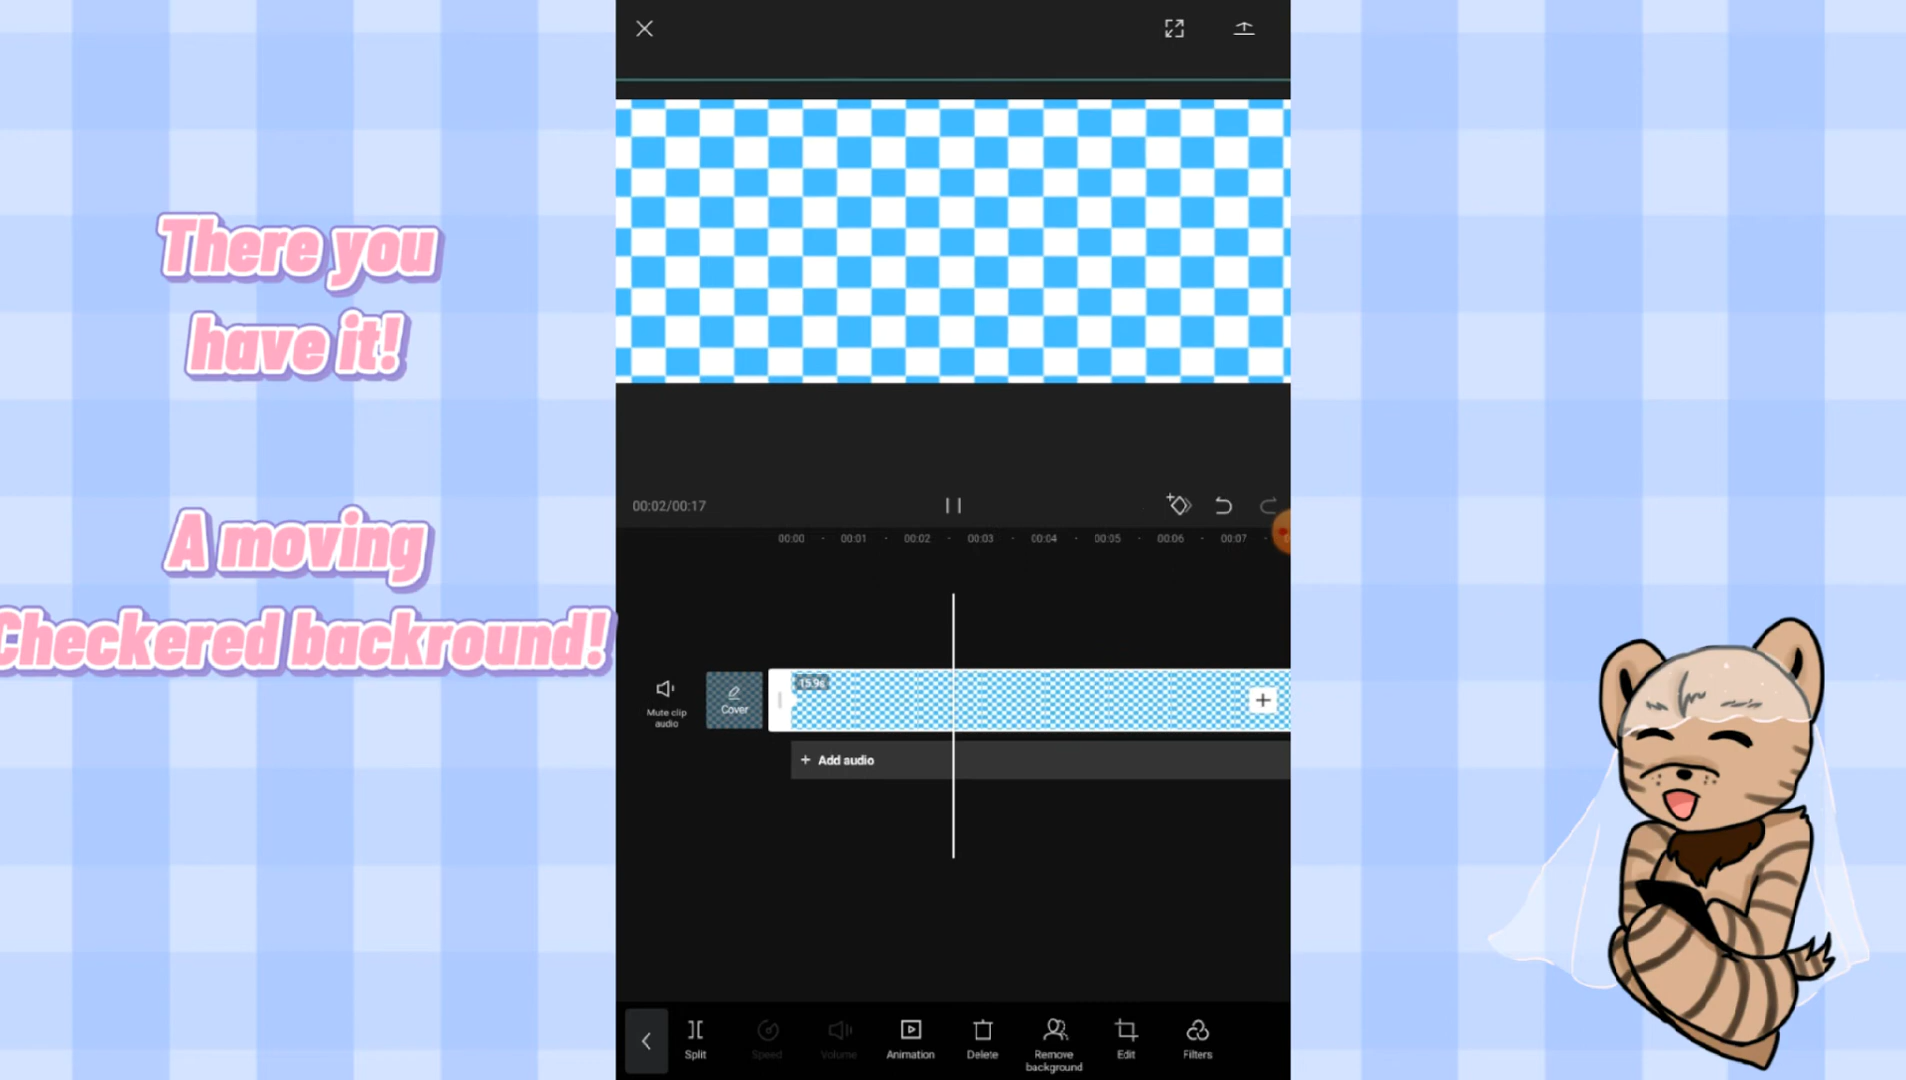 There you
have it!
A moving
Checkered backround!
00:02/00:17
00:00 · 00:01 · 00:02 · 00:03 · 00:04 · 00:05 · 00:06 · 00:07 ·
15.9s
Mute clip
audio
Cover
+ Add audio
Split
Speed
Volume
Animation
Delete
Remove
background
Edit
Filters